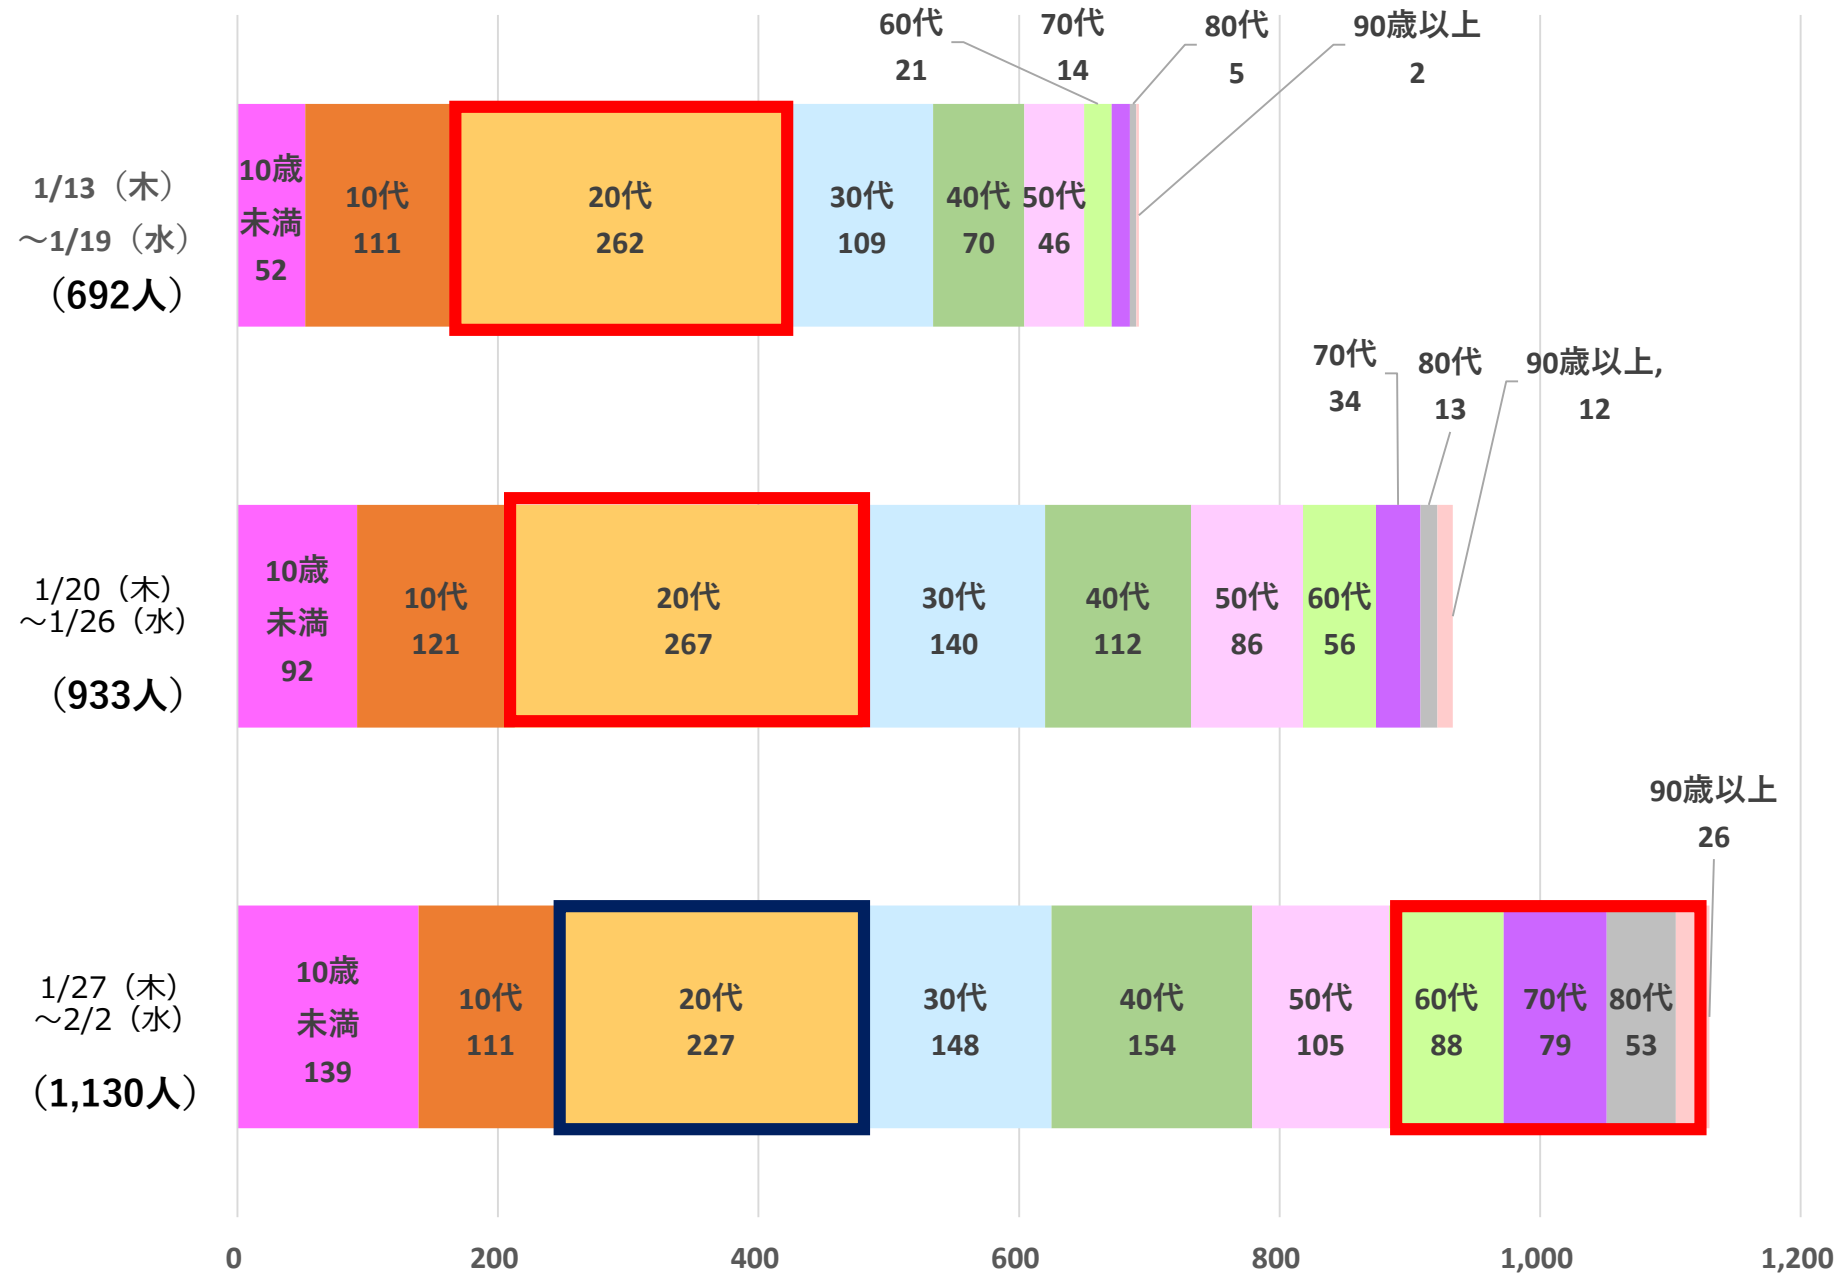 60代
21
70代
14
80代
5
90歳以上
2
1/13（木）
～1/19（水）
（692人）
10歳
未満
52
10代
111
20代
262
30代
109
40代
70
50代
46
70代
34
80代
13
90歳以上,
12
1/20（木）
～1/26（水）
（933人）
10歳
未満
92
10代
121
20代
267
30代
140
40代
112
50代
86
60代
56
90歳以上
26
1/27（木）
～2/2（水）
（1,130人）
10歳
未満
139
10代
111
20代
227
30代
148
40代
154
50代
105
60代
88
70代
79
80代
53
0 200 400 600 800 1,000 1,200